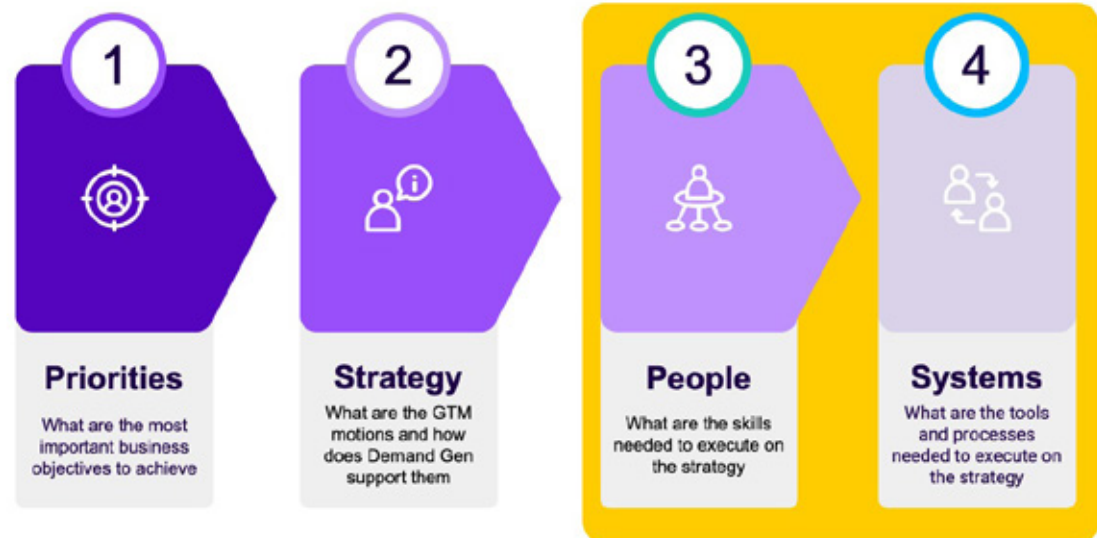 1
2
3
4
Priorities
What are the most
important business
objectives to achieve
Strategy
What are the GTM
motions and how
does Demand Gen
support them
People
What are the skills
needed to execute on
the strategy
Systems
What are the tools
and processes
needed to execute on
the strategy